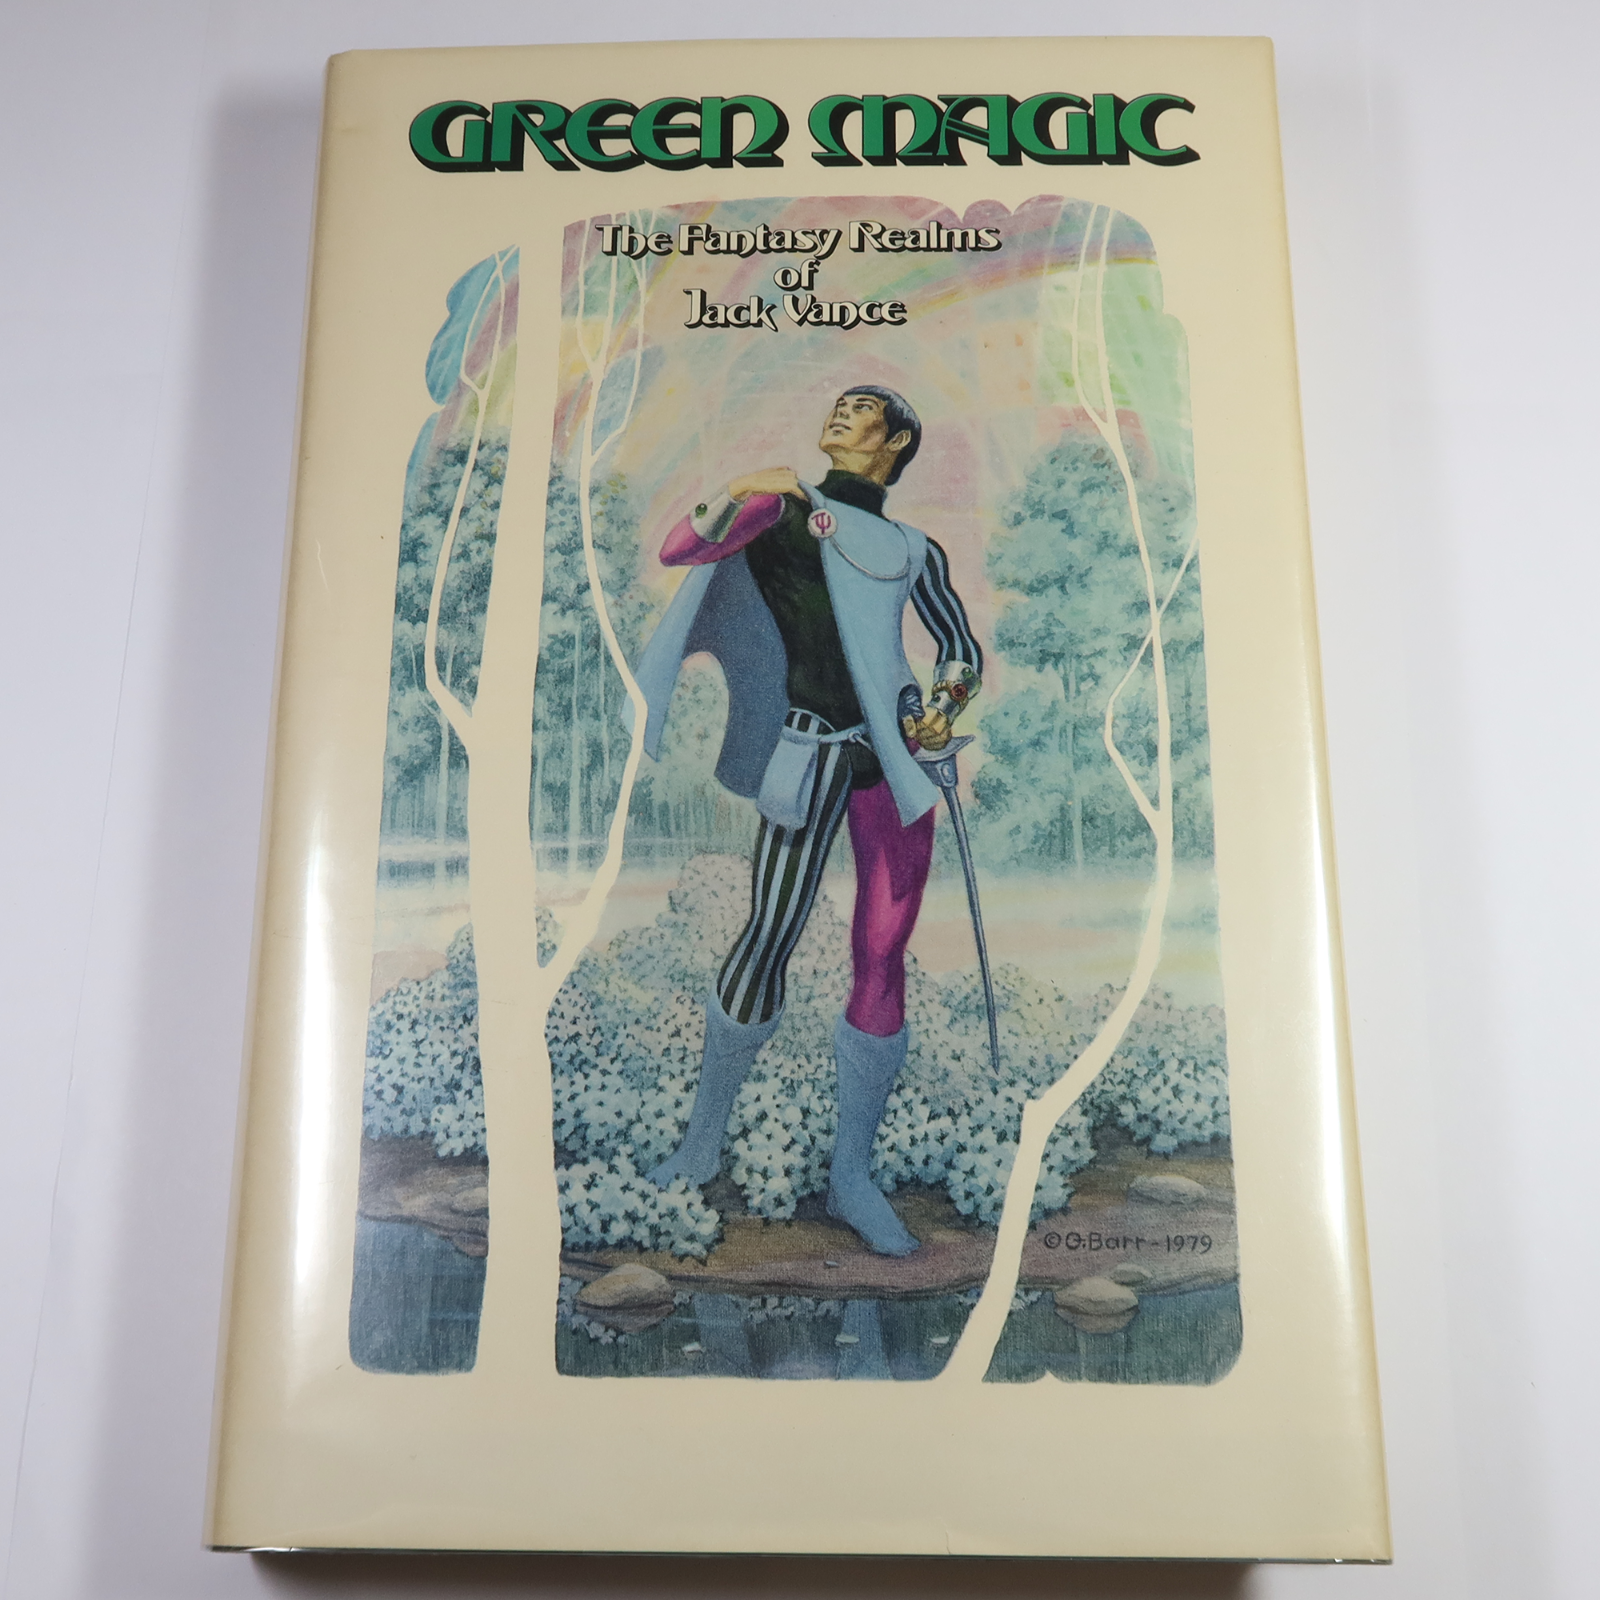 GREEN MAGIC
The Fantasy Realms
of
Jack Vance
© G. Barr - 1979